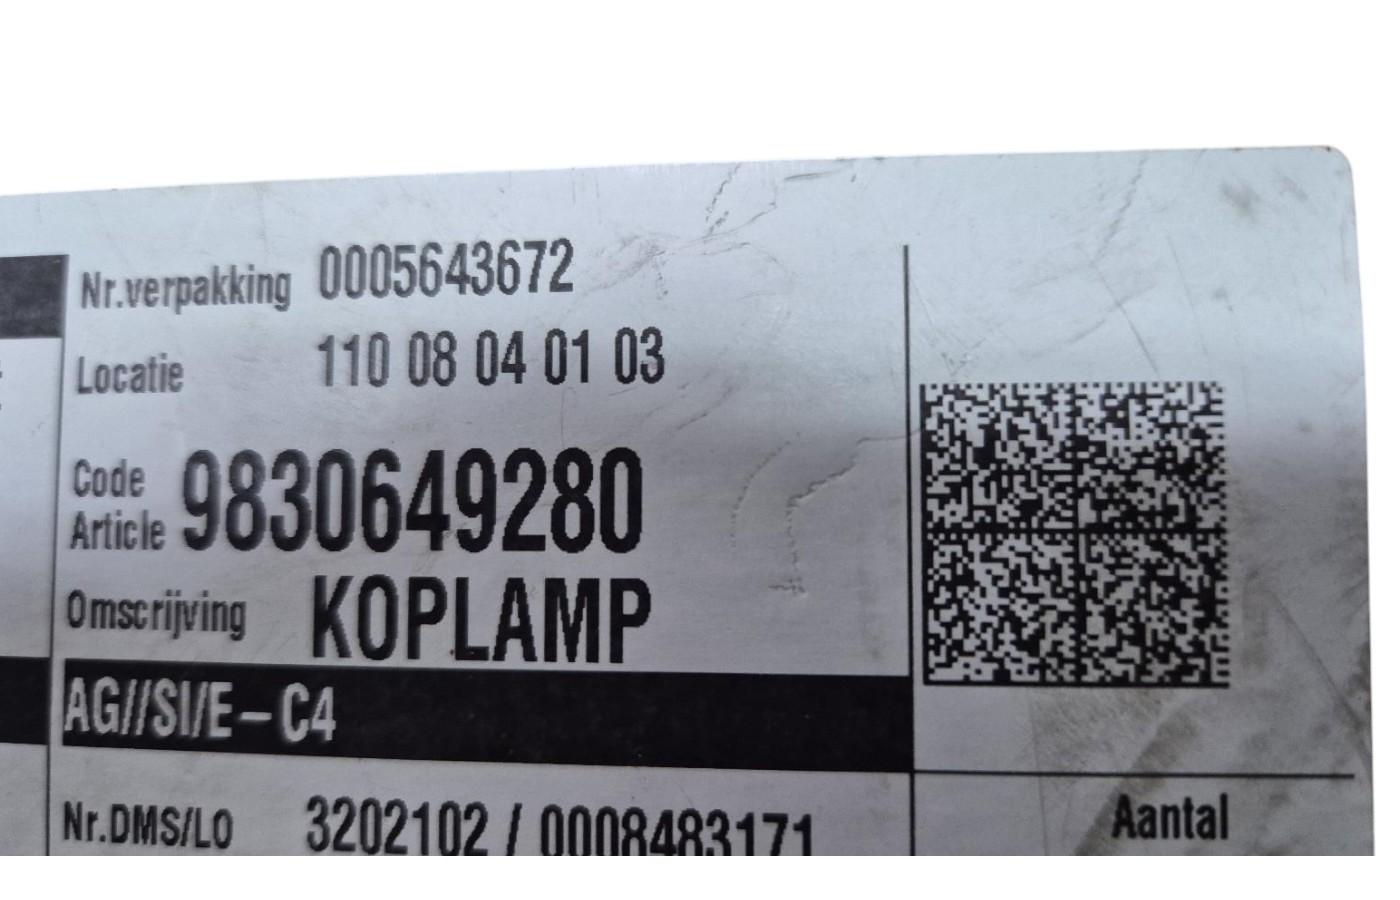 Nr.verpakking 0005643672
Locatie 110 08 04 01 03
Code
Article 9830649280
Omscrijving KOPLAMP
AG//SI/E-C4
Nr.DMS/LO 3202102 / 0008483171
Aantal